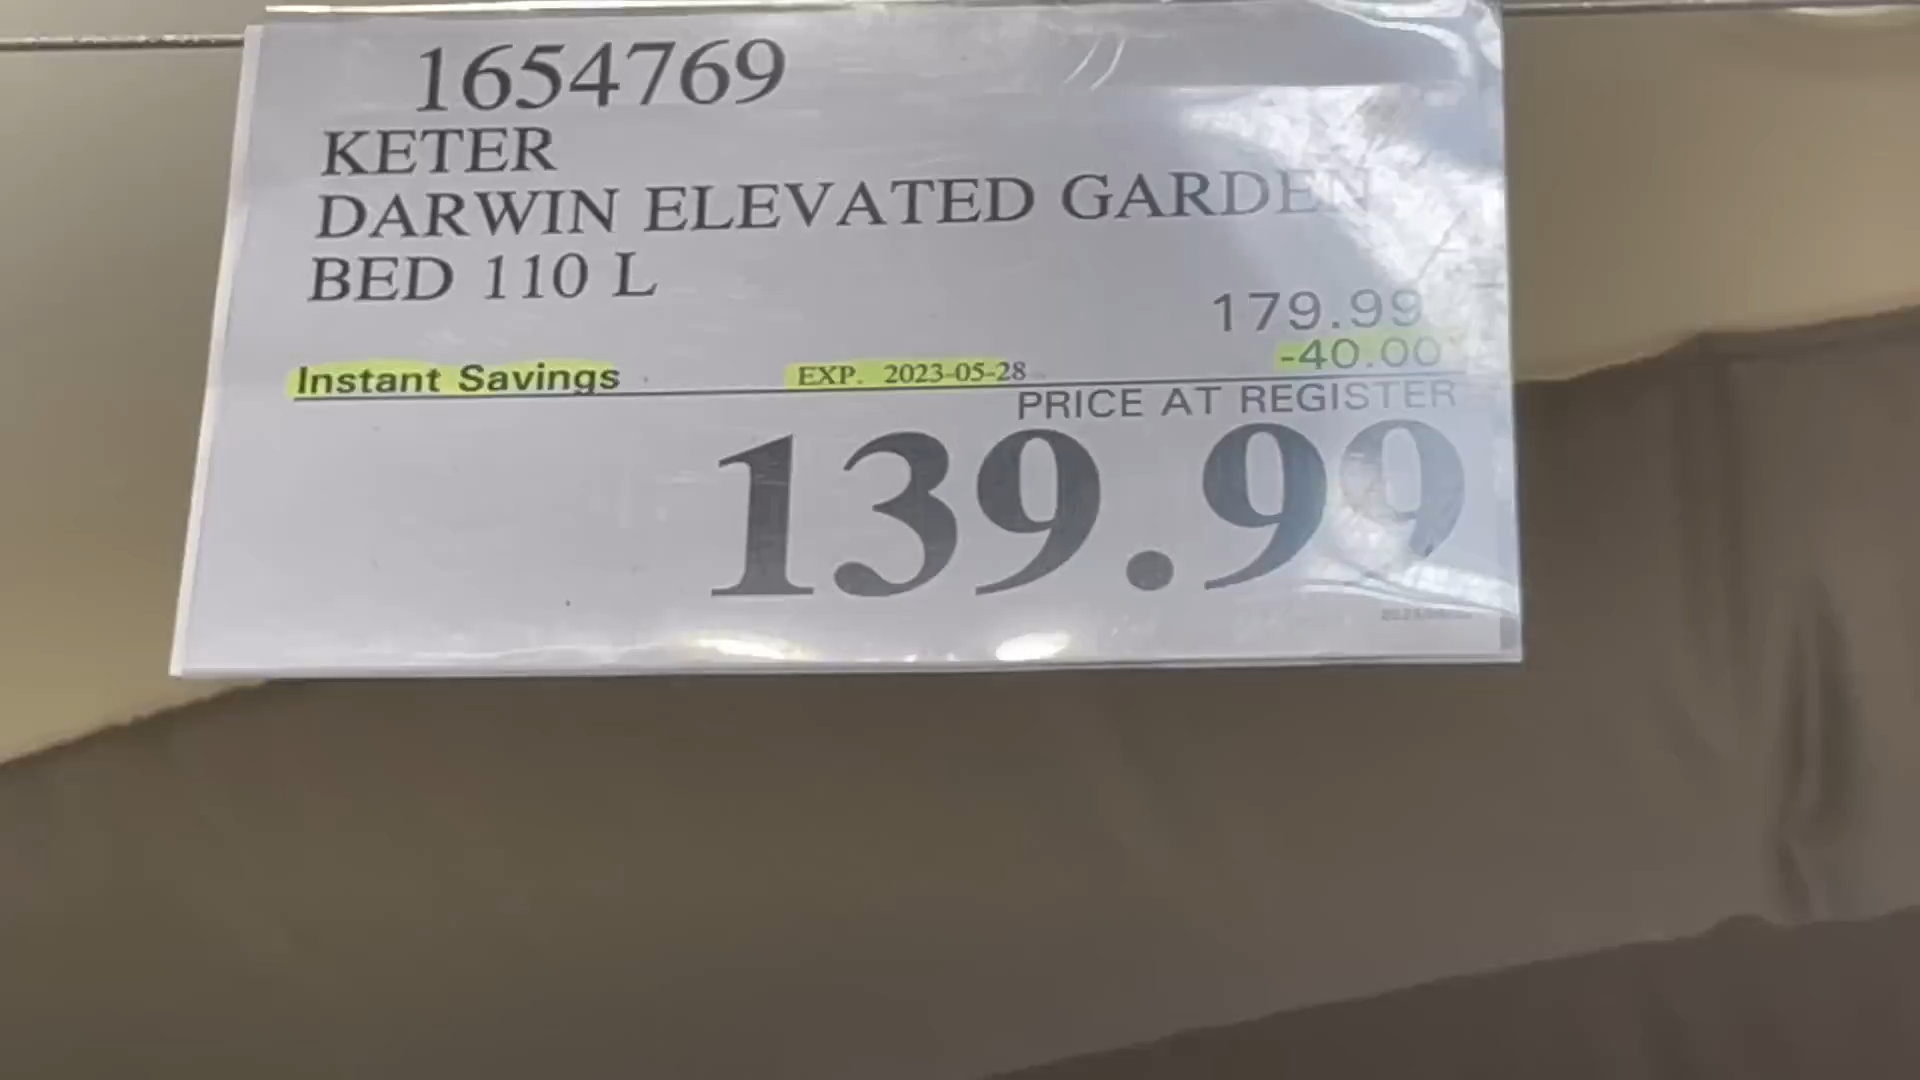 1654769
KETER
DARWIN ELEVATED GARDEN
BED 110 L
179.99
-40.00
Instant Savings EXP. 2023-05-28
PRICE AT REGISTER
139.99